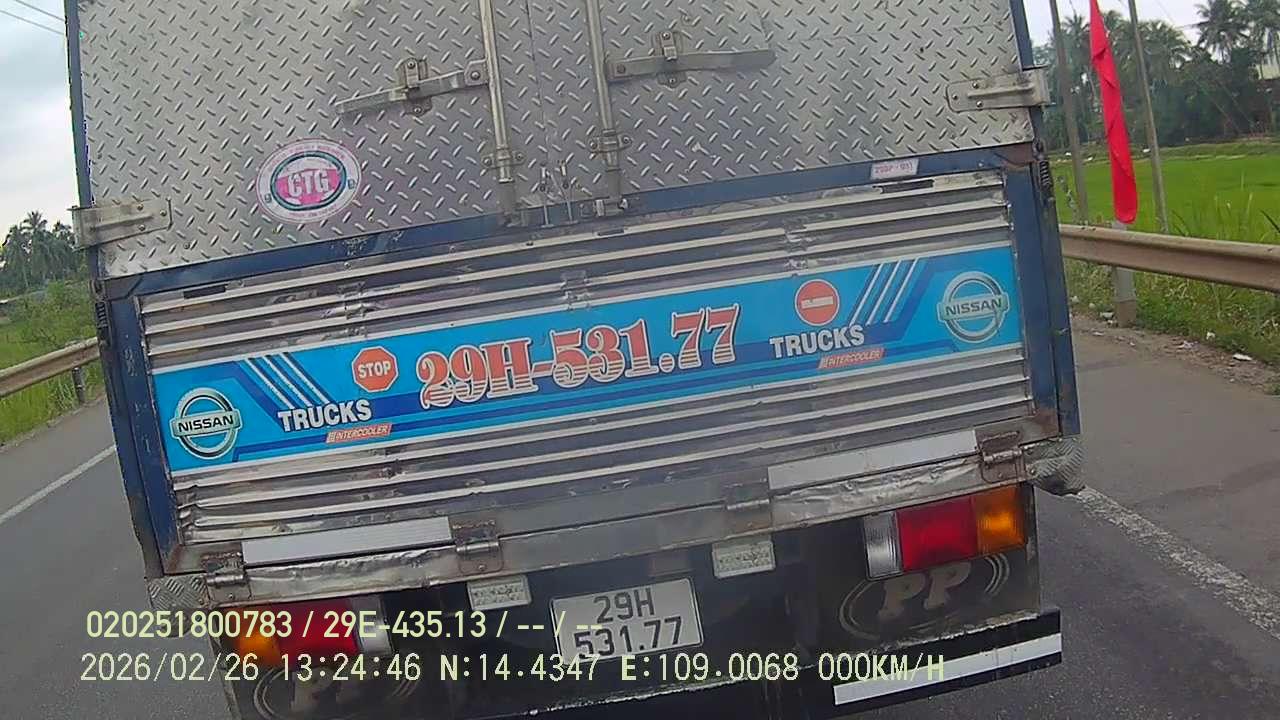 CTG
29H-531.77
STOP
TRUCKS
INTERCOOLER
NISSAN
TRUCKS
INTERCOOLER
NISSAN
29H
531.77
PP
PP
020251800783 / 29E-435.13 / -- / --
2026/02/26 13:24:46 N:14.4347 E:109.0068 000KM/H